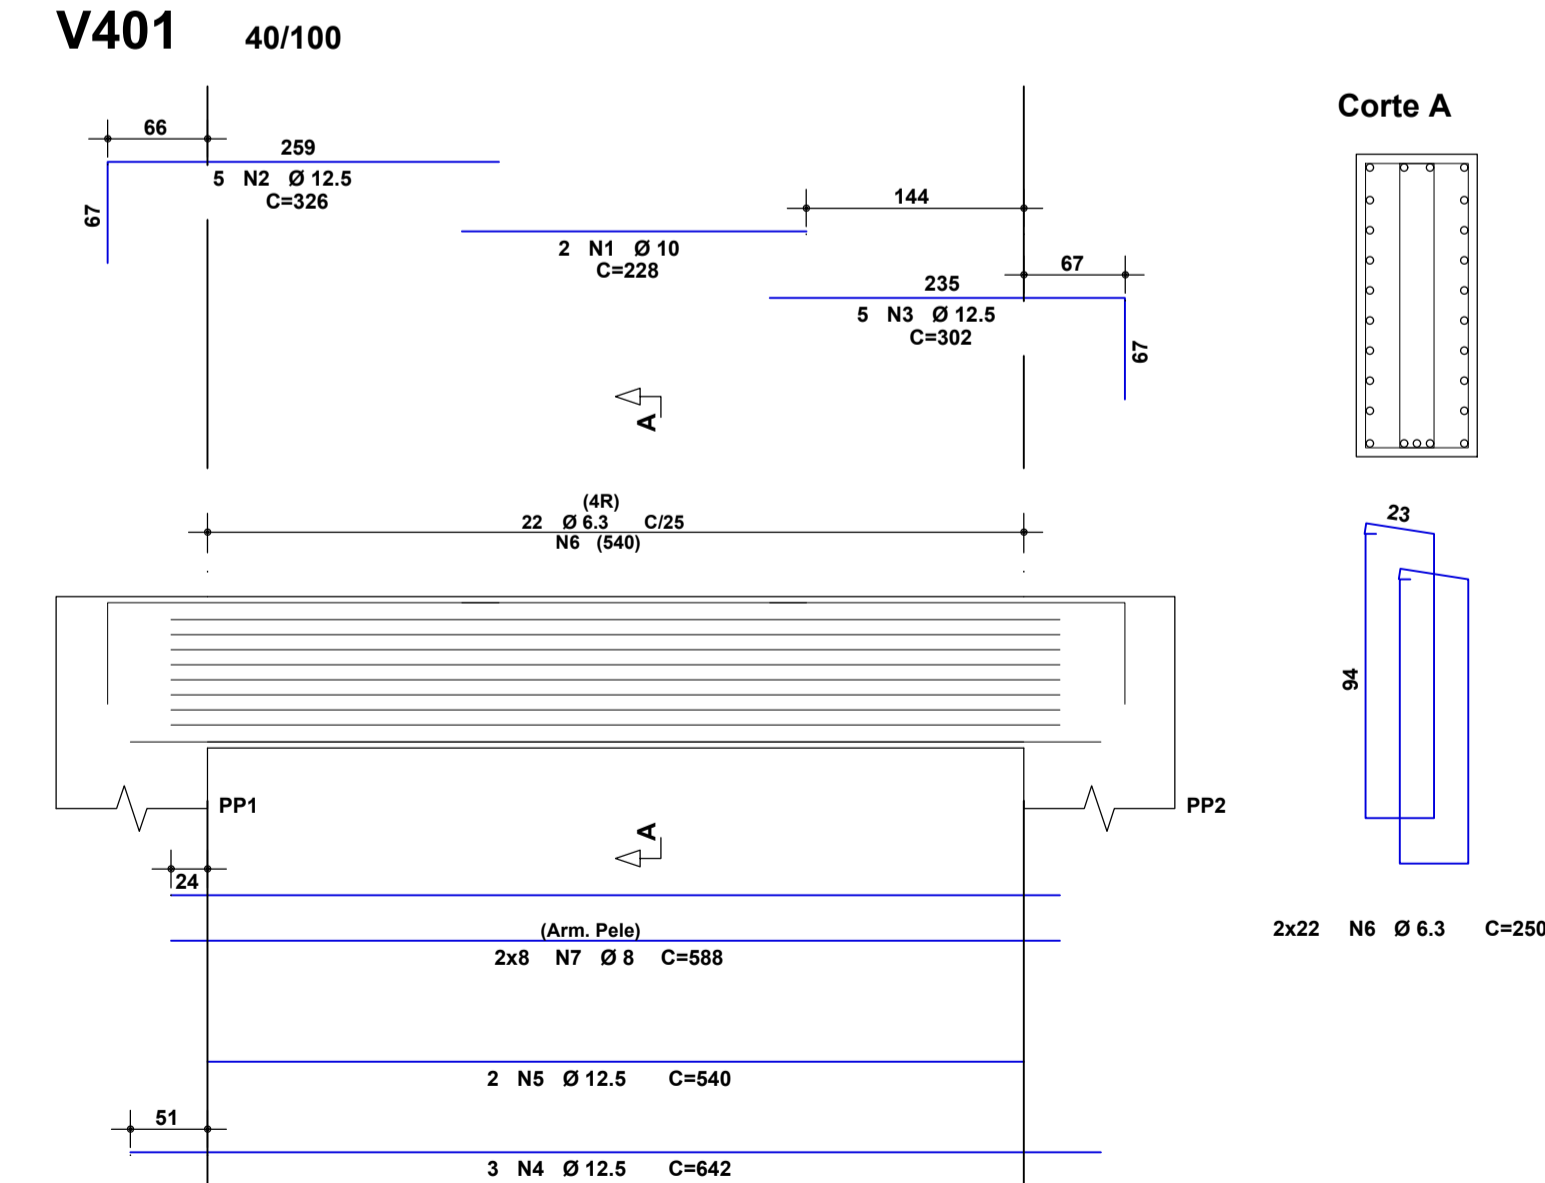 V401 40/100
Corte A
66
259
5 N2 Ø 12.5
C=326
67
144
2 N1 Ø 10
C=228
67
235
5 N3 Ø 12.5
C=302
67
A
(4R)
22 Ø 6.3 C/25
N6 (540)
23
94
PP1
PP2
A
24
(Arm. Pele)
2x8 N7 Ø 8 C=588
2x22 N6 Ø 6.3 C=250
2 N5 Ø 12.5 C=540
51
3 N4 Ø 12.5 C=642